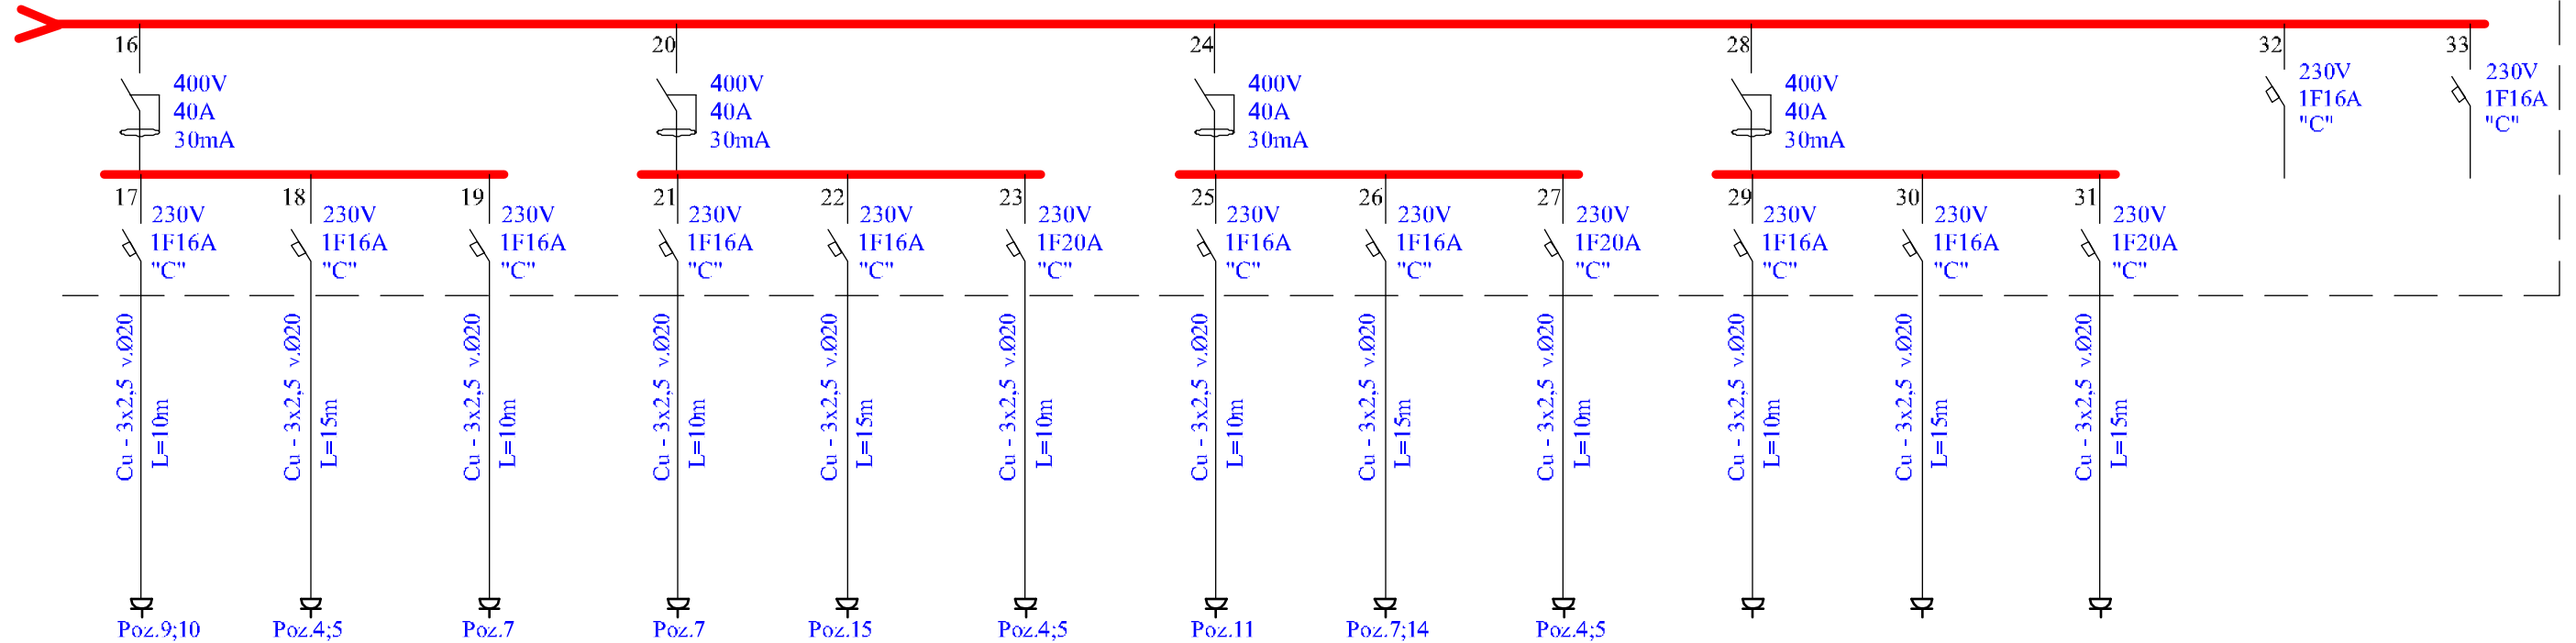 16
400V
40A
30mA
20
400V
40A
30mA
24
400V
40A
30mA
28
400V
40A
30mA
32
230V
1F16A
"C"
33
230V
1F16A
"C"
17
230V
1F16A
"C"
18
230V
1F16A
"C"
19
230V
1F16A
"C"
21
230V
1F16A
"C"
22
230V
1F16A
"C"
23
230V
1F20A
"C"
25
230V
1F16A
"C"
26
230V
1F16A
"C"
27
230V
1F20A
"C"
29
230V
1F16A
"C"
30
230V
1F16A
"C"
31
230V
1F20A
"C"
Cu - 3x2,5 v.Ø20
L=10m
Cu - 3x2,5 v.Ø20
L=15m
Cu - 3x2,5 v.Ø20
L=10m
Cu - 3x2,5 v.Ø20
L=10m
Cu - 3x2,5 v.Ø20
L=15m
Cu - 3x2,5 v.Ø20
L=10m
Cu - 3x2,5 v.Ø20
L=10m
Cu - 3x2,5 v.Ø20
L=15m
Cu - 3x2,5 v.Ø20
L=10m
Cu - 3x2,5 v.Ø20
L=10m
Cu - 3x2,5 v.Ø20
L=15m
Cu - 3x2,5 v.Ø20
L=15m
Poz.9;10
Poz.4;5
Poz.7
Poz.7
Poz.15
Poz.4;5
Poz.11
Poz.7;14
Poz.4;5